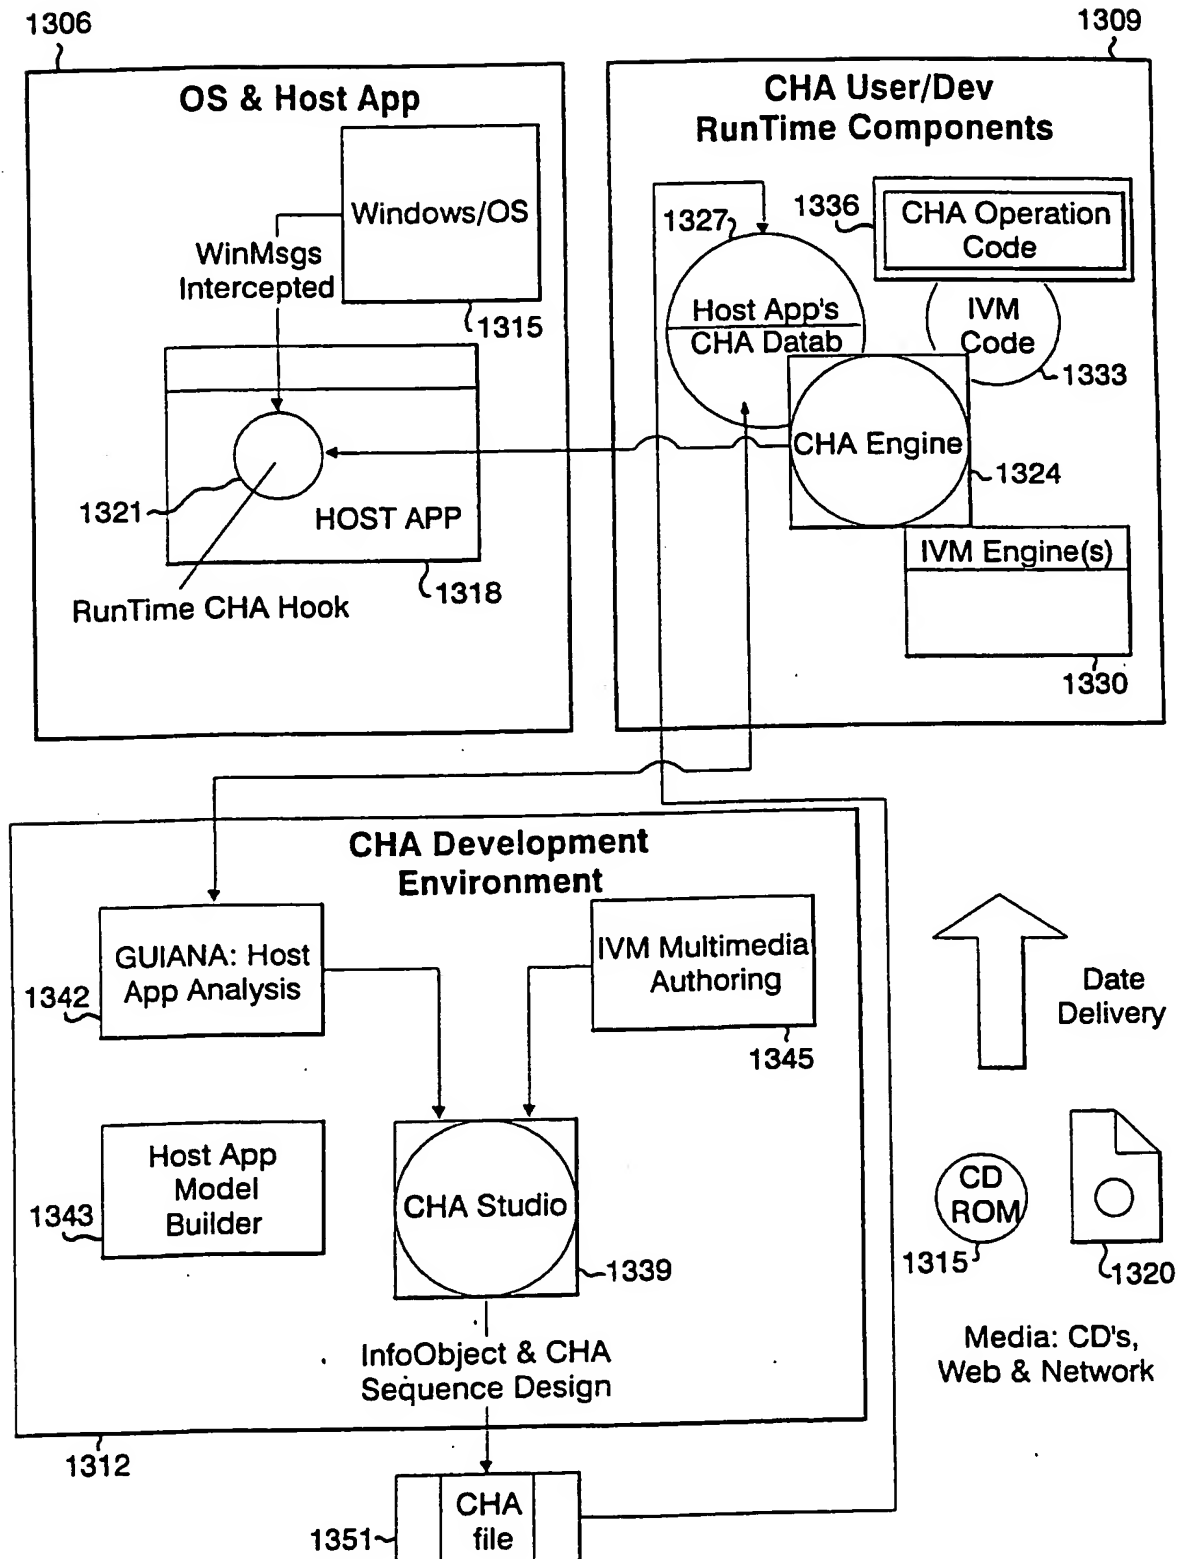 1306
1309
OS & Host App
Windows/OS
WinMsgs
Intercepted
1315
1321
HOST APP
1318
RunTime CHA Hook
CHA User/Dev
RunTime Components
1327
1336
CHA Operation
Code
Host App's
CHA Datab
IVM
Code
1333
CHA Engine
1324
IVM Engine(s)
1330
CHA Development
Environment
GUIANA: Host
App Analysis
1342
IVM Multimedia
Authoring
1345
Host App
Model
Builder
1343
CHA Studio
1339
InfoObject & CHA
Sequence Design
1312
CHA
file
1351
Date
Delivery
CD
ROM
1315
1320
Media: CD's,
Web & Network